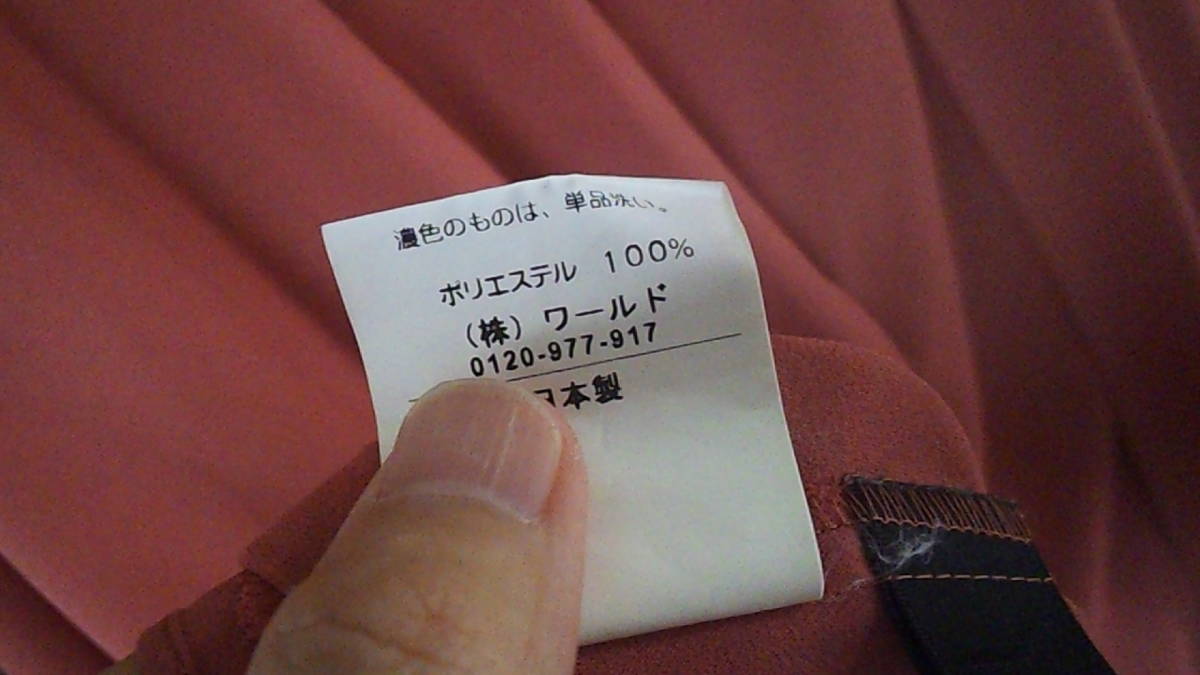 濃色のものは、単品洗い。
ポリエステル 100%
(株) ワールド
0120-977-917
日本製